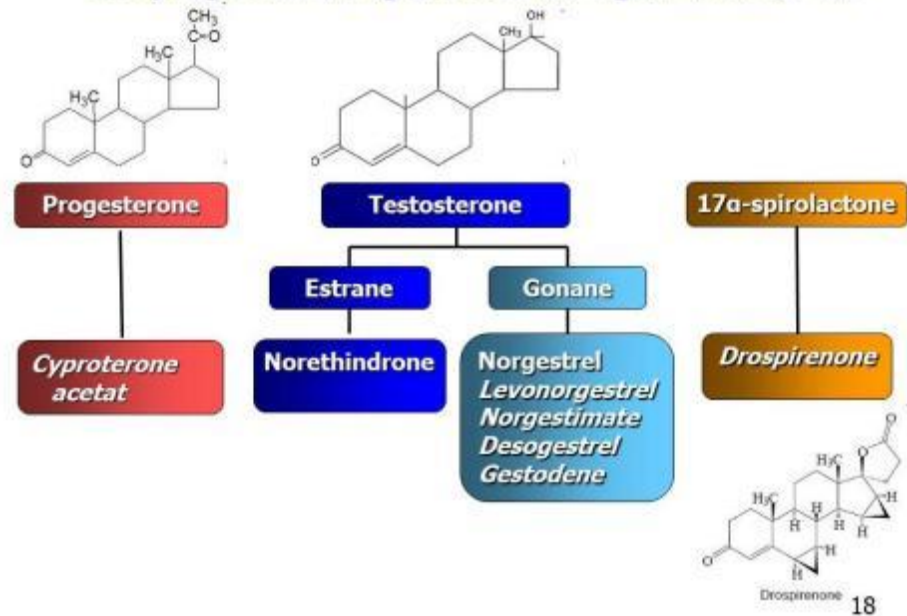 CH₃
C=O
H₃C
H₃C
O
OH
CH₃
O
Progesterone
Testosterone
17α-spirolactone
Estrane
Gonane
Cyproterone
acetat
Norethindrone
Norgestrel
Levonorgestrel
Norgestimate
Desogestrel
Gestodene
Drospirenone
O
O
H₃C
H₃C
H
H
H
H
H
H
H
O
Drospirenone
18